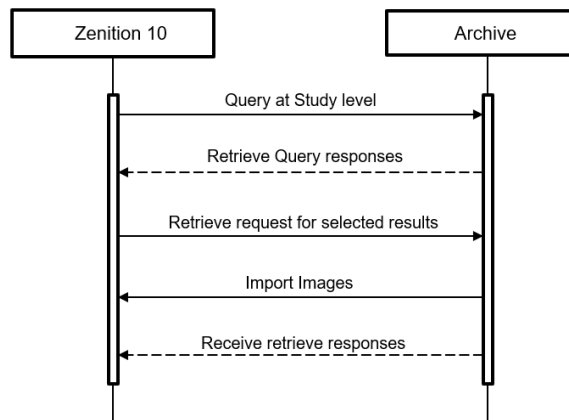 Zenition 10
Archive
Query at Study level
Retrieve Query responses
Retrieve request for selected results
Import Images
Receive retrieve responses